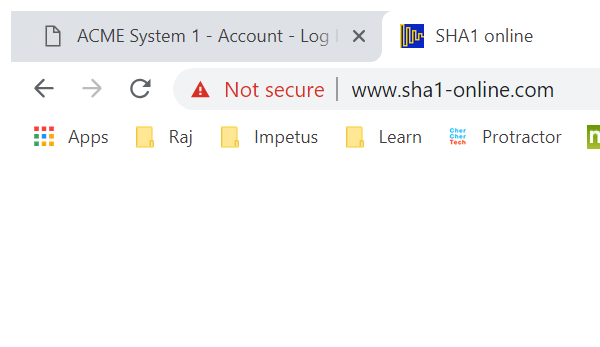 ACME System 1 - Account - Log SHA1 online
Not secure | www.sha1-online.com
Apps Raj Impetus Learn Cher Cher Tech Protractor n